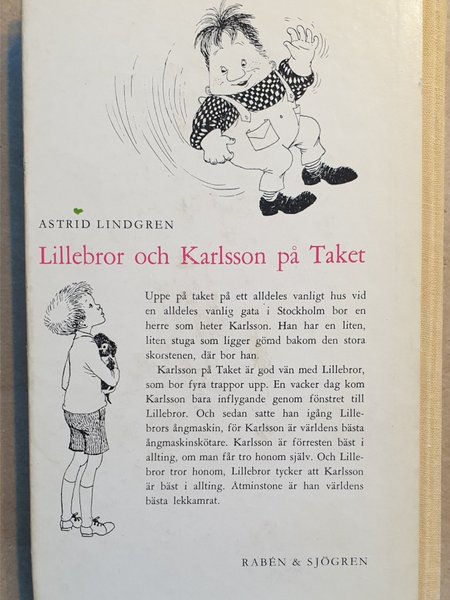 ASTRID LINDGREN
Lillebror och Karlsson på Taket
Uppe på taket på ett alldeles vanligt hus vid
en alldeles vanlig gata i Stockholm bor en
herre som heter Karlsson. Han har en liten,
liten stuga som ligger gömd bakom den stora
skorstenen, där bor han.
Karlsson på Taket är god vän med Lillebror,
som bor fyra trappor upp. En vacker dag kom
Karlsson bara inflygande genom fönstret till
Lillebror. Och sedan satte han igång Lille-
brors ångmaskin, för Karlsson är världens bästa
ångmaskinskötare. Karlsson är förresten bäst i
allting, om man får tro honom själv. Och Lille-
bror tror honom, Lillebror tycker att Karlsson
är bäst i allting. Åtminstone är han världens
bästa lekkamrat.
RABÉN & SJÖGREN